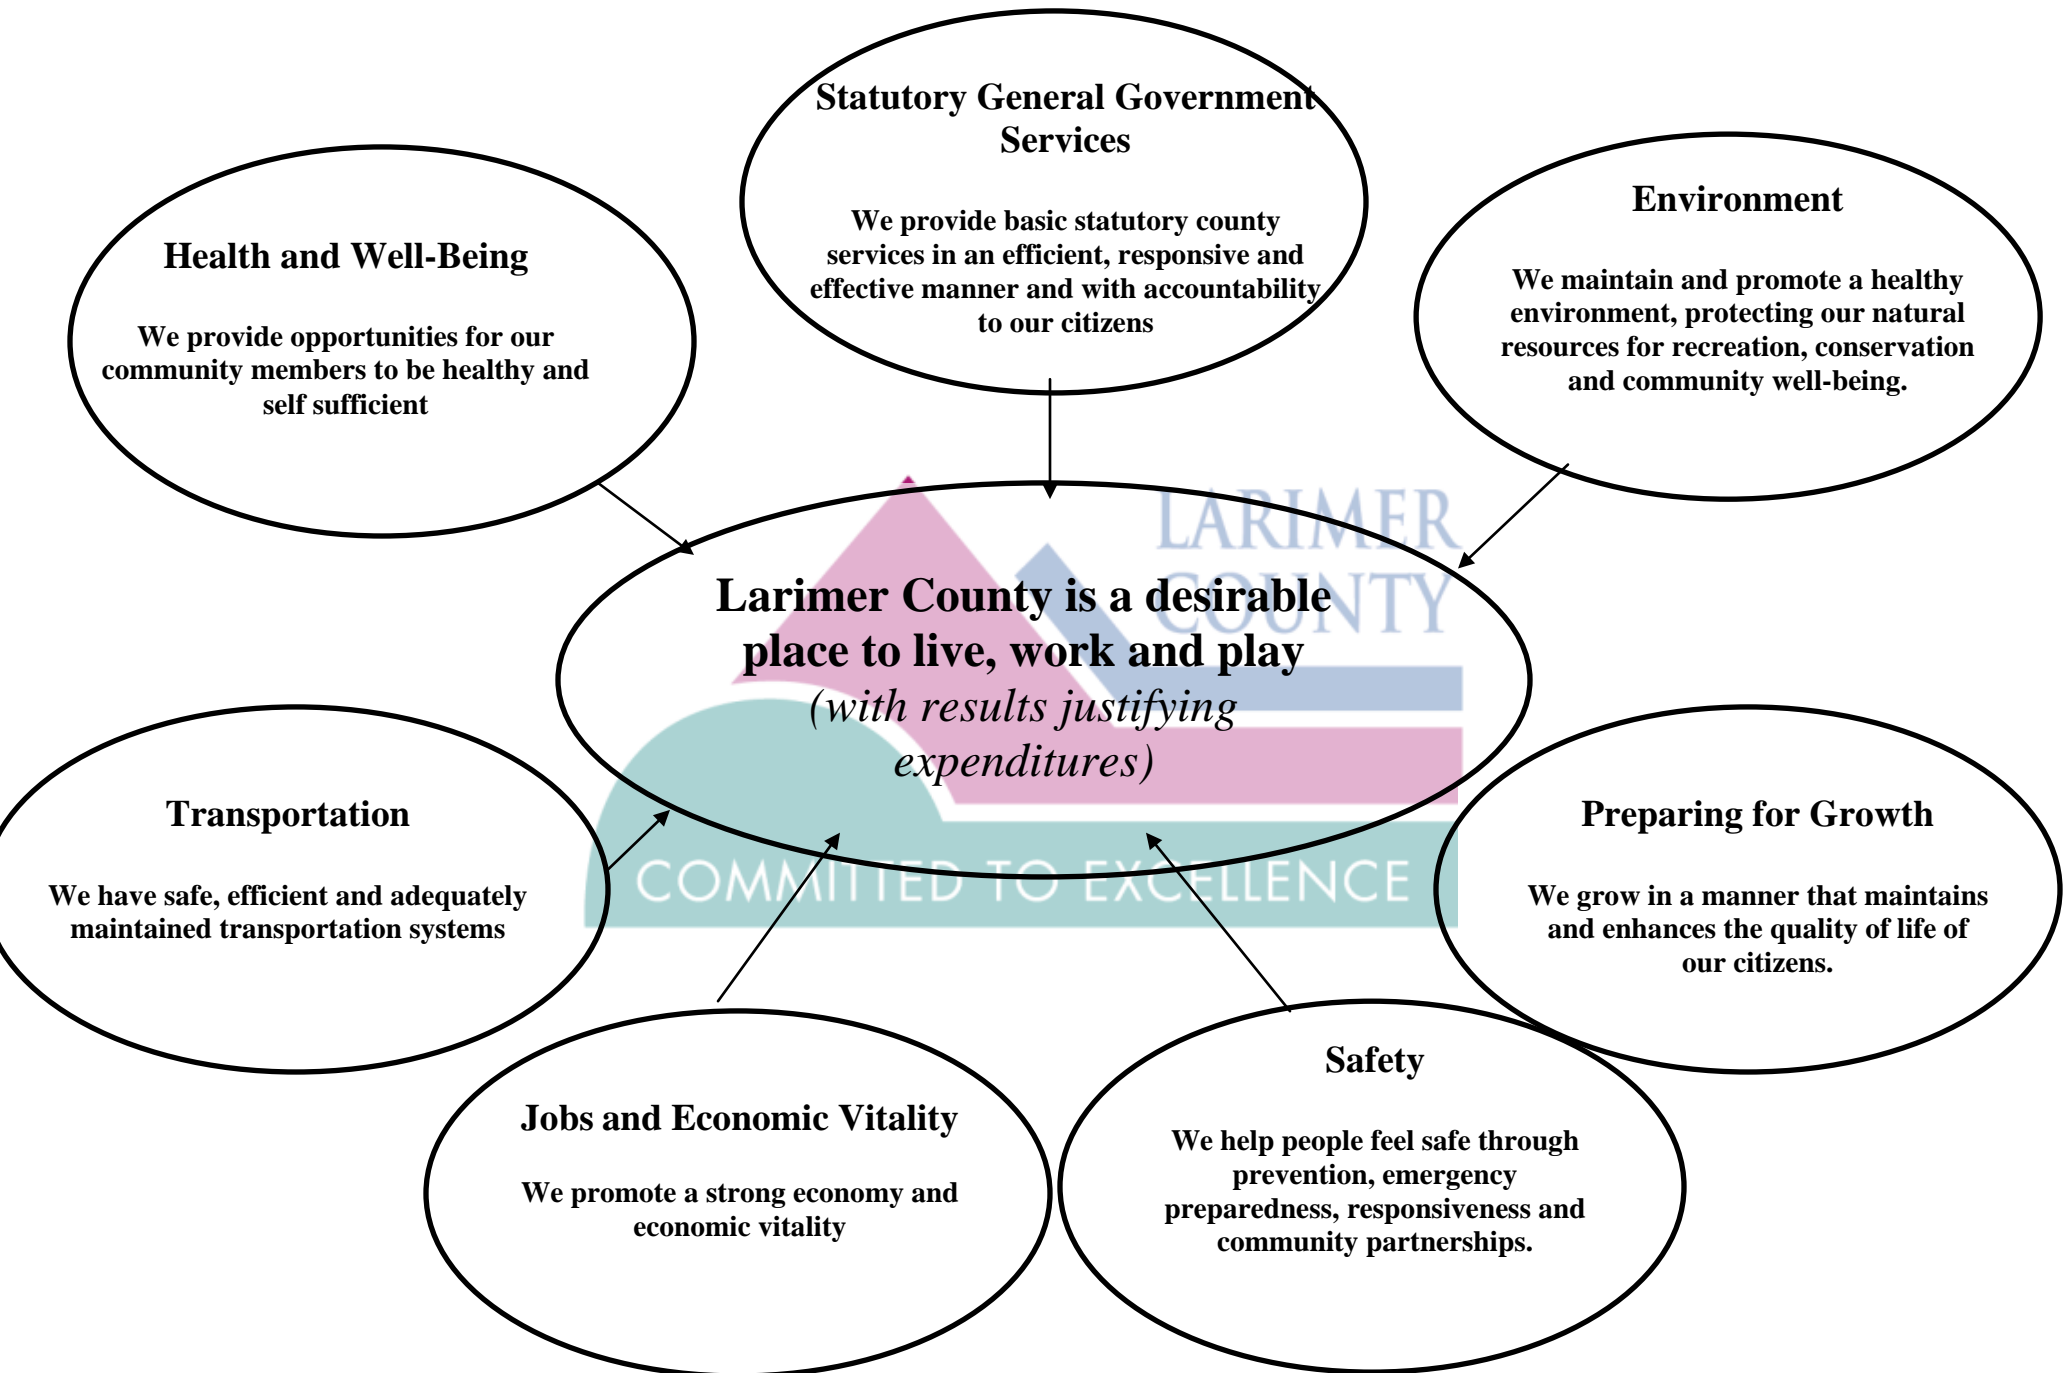 Statutory General Government
Services
We provide basic statutory county
services in an efficient, responsive and
effective manner and with accountability
to our citizens
Health and Well-Being
We provide opportunities for our
community members to be healthy and
self sufficient
Environment
We maintain and promote a healthy
environment, protecting our natural
resources for recreation, conservation
and community well-being.
LARIMER
COUNTY
Larimer County is a desirable
place to live, work and play
(with results justifying
expenditures)
COMMITTED TO EXCELLENCE
Transportation
We have safe, efficient and adequately
maintained transportation systems
Preparing for Growth
We grow in a manner that maintains
and enhances the quality of life of
our citizens.
Jobs and Economic Vitality
We promote a strong economy and
economic vitality
Safety
We help people feel safe through
prevention, emergency
preparedness, responsiveness and
community partnerships.